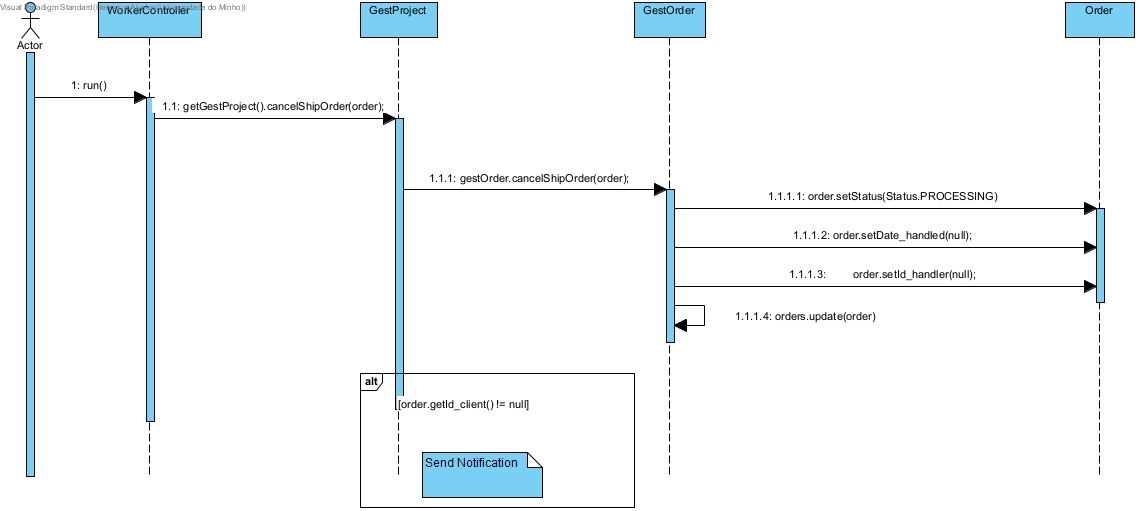 Visual Paradigm Standard( Universidade do Minho))
WorkerController
GestProject
GestOrder
Order
Actor
1: run()
1.1: getGestProject().cancelShipOrder(order);
1.1.1: gestOrder.cancelShipOrder(order);
1.1.1.1: order.setStatus(Status.PROCESSING)
1.1.1.2: order.setDate_handled(null);
1.1.1.3: order.setId_handler(null);
1.1.1.4: orders.update(order)
alt
[order.getId_client() != null]
Send Notification